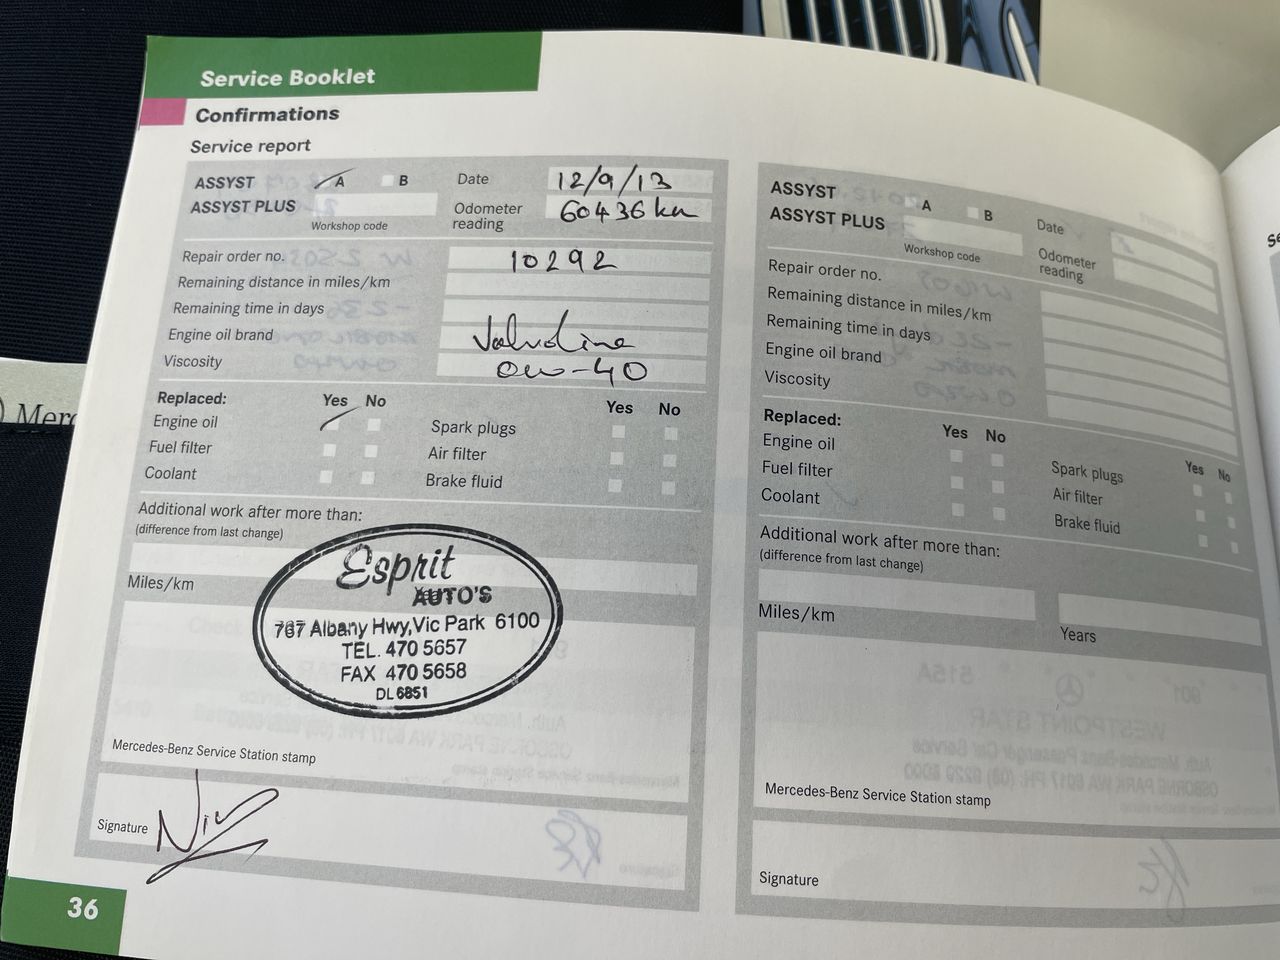 Service Booklet
Confirmations
Service report
ASSYST A B Date 12/9/13
ASSYST PLUS Odometer reading 60436 km
Workshop code
Repair order no. 10292
Remaining distance in miles/km
Remaining time in days
Engine oil brand Valvoline
Viscosity 0w-40
Replaced: Yes No Yes No
Engine oil Spark plugs
Fuel filter Air filter
Coolant Brake fluid
Additional work after more than:
(difference from last change)
Miles/km
Esprit
AUTO'S
767 Albany Hwy, Vic Park 6100
TEL. 470 5657
FAX 470 5658
DL 6851
Mercedes-Benz Service Station stamp
Signature
36
ASSYST A B Date
ASSYST PLUS Odometer reading
Workshop code
Repair order no.
Remaining distance in miles/km
Remaining time in days
Engine oil brand
Viscosity
Replaced: Yes No Yes No
Engine oil Spark plugs
Fuel filter Air filter
Coolant Brake fluid
Additional work after more than:
(difference from last change)
Miles/km Years
Mercedes-Benz Service Station stamp
Signature